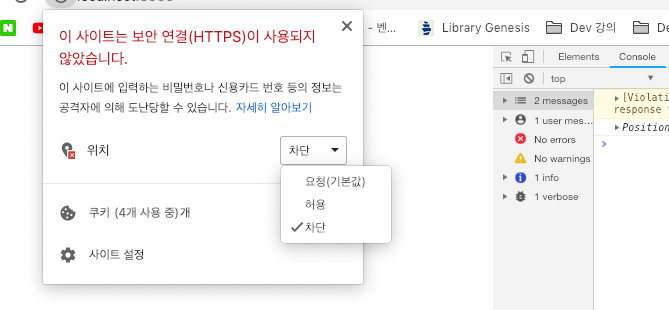 - 벤...
Library Genesis
Dev 강의
De
이 사이트는 보안 연결(HTTPS)이 사용되지
않았습니다.
이 사이트에 입력하는 비밀번호나 신용카드 번호 등의 정보는
공격자에 의해 도난당할 수 있습니다. 자세히 알아보기
위치
차단
요청(기본값)
허용
차단
쿠키 (4개 사용 중)개
사이트 설정
Elements
Console
top
2 messages
1 user mes...
No errors
No warnings
1 info
1 verbose
[Violati
response
Position